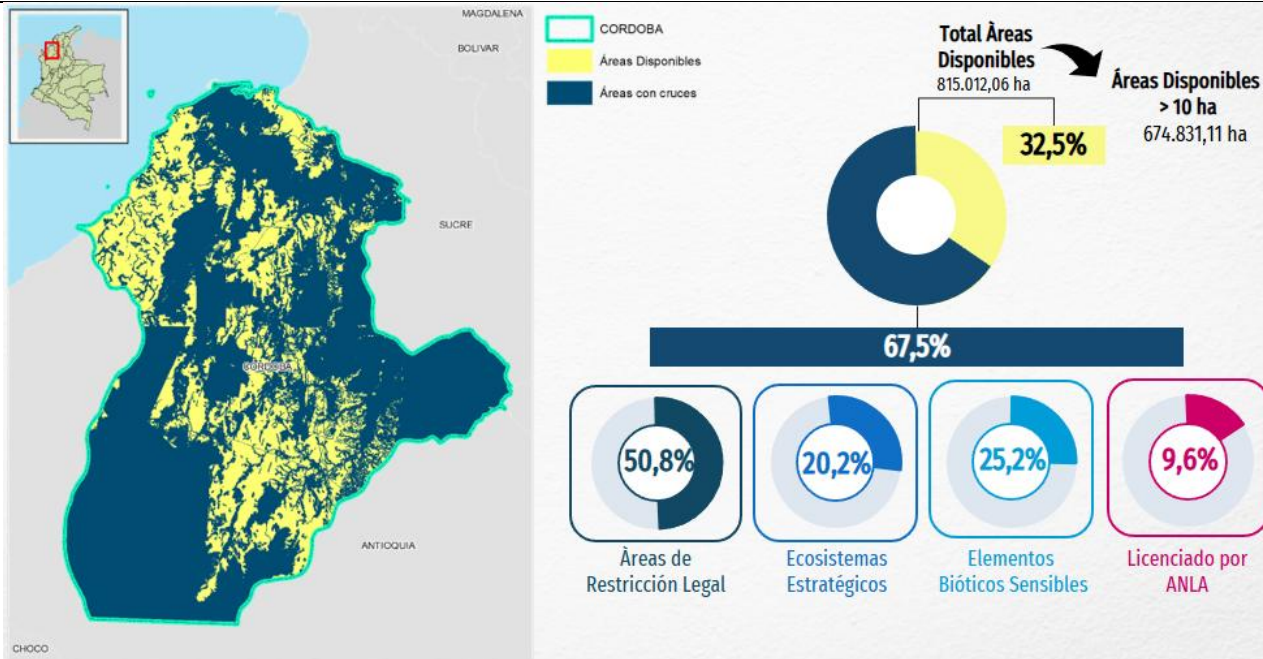 MAGDALENA
BOLIVAR
SUCRE
CÓRDOBA
ANTIOQUIA
CHOCO
CORDOBA
Áreas Disponibles
Áreas con cruces
Total Àreas
Disponibles
815.012,06 ha
Áreas Disponibles
> 10 ha
674.831,11 ha
32,5%
67,5%
50,8%
Àreas de
Restricción Legal
20,2%
Ecosistemas
Estratégicos
25,2%
Elementos
Bióticos Sensibles
9,6%
Licenciado por
ANLA